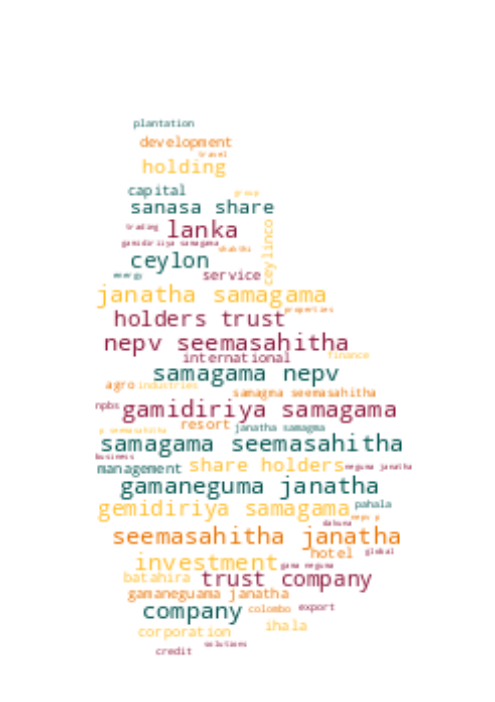 plantation
development
travel
holding
capital group
sanasa share
trading lanka
gamidiriiya samagama
shakthi
ceylinco
ceylon
energy service
janatha samagama
properties
holders trust
nepv seemasahitha
international finance
samagama nepv
agro industries
samagma seemasahitha
npbs gamidiriya samagama
resort janatha samagma
p seemasahitha
samagama seemasahitha
business
management share holders neguma janatha
gamaneguma janatha
gemidiriya samagama pahala
nepv p
dakuna
seemasahitha janatha
hotel global
investment gama neguma
batahira trust company
gamaneguama janatha
company colombo export
corporation ihala
solutions
credit